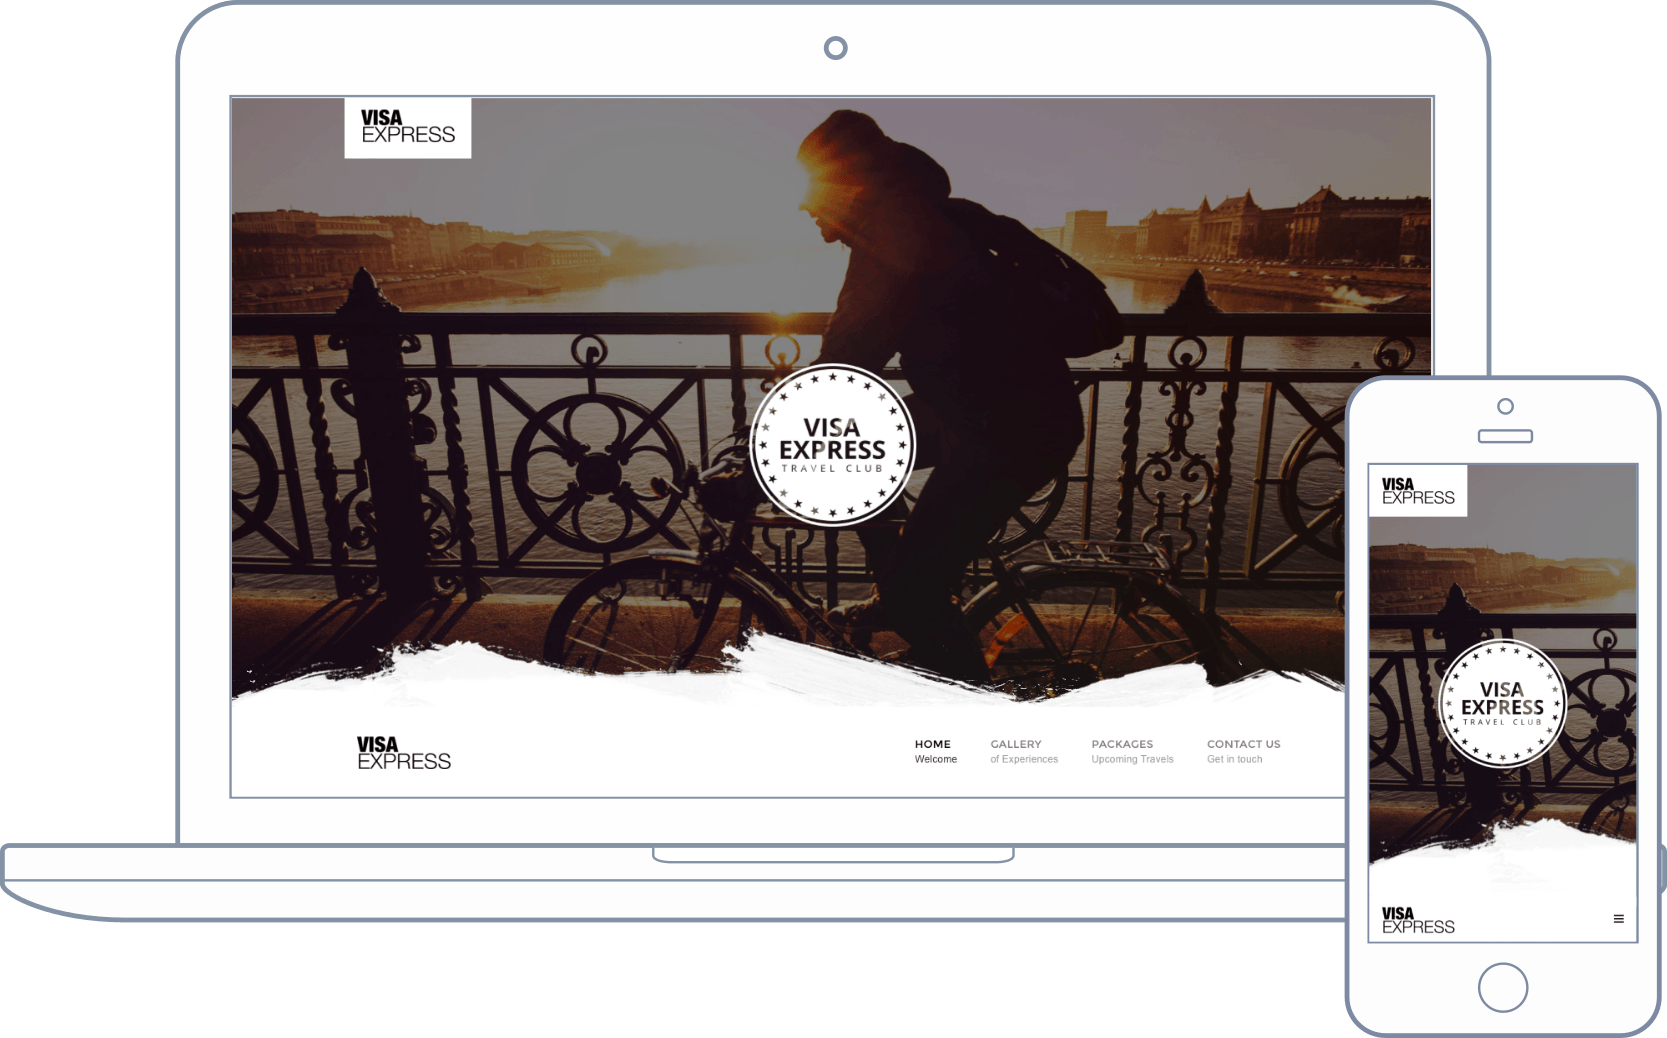 VISA
EXPRESS
VISA
EXPRESS
TRAVEL CLUB
VISA
EXPRESS
HOME
Welcome
GALLERY
of Experiences
PACKAGES
Upcoming Travels
CONTACT US
Get in touch
VISA
EXPRESS
VISA
EXPRESS
TRAVEL CLUB
VISA
EXPRESS